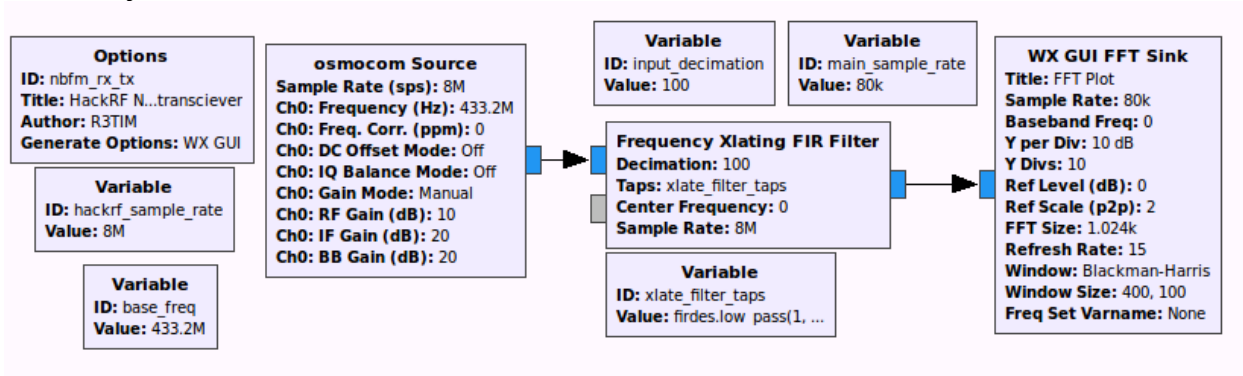 Options
ID: nbfm_rx_tx
Title: HackRF N...transciever
Author: R3TIM
Generate Options: WX GUI
Variable
ID: hackrf_sample_rate
Value: 8M
Variable
ID: base_freq
Value: 433.2M
osmocom Source
Sample Rate (sps): 8M
Ch0: Frequency (Hz): 433.2M
Ch0: Freq. Corr. (ppm): 0
Ch0: DC Offset Mode: Off
Ch0: IQ Balance Mode: Off
Ch0: Gain Mode: Manual
Ch0: RF Gain (dB): 10
Ch0: IF Gain (dB): 20
Ch0: BB Gain (dB): 20
Variable
ID: input_decimation
Value: 100
Variable
ID: main_sample_rate
Value: 80k
Frequency Xlating FIR Filter
Decimation: 100
Taps: xlate_filter_taps
Center Frequency: 0
Sample Rate: 8M
Variable
ID: xlate_filter_taps
Value: firdes.low_pass(1, ...
WX GUI FFT Sink
Title: FFT Plot
Sample Rate: 80k
Baseband Freq: 0
Y per Div: 10 dB
Y Divs: 10
Ref Level (dB): 0
Ref Scale (p2p): 2
FFT Size: 1.024k
Refresh Rate: 15
Window: Blackman-Harris
Window Size: 400, 100
Freq Set Varname: None